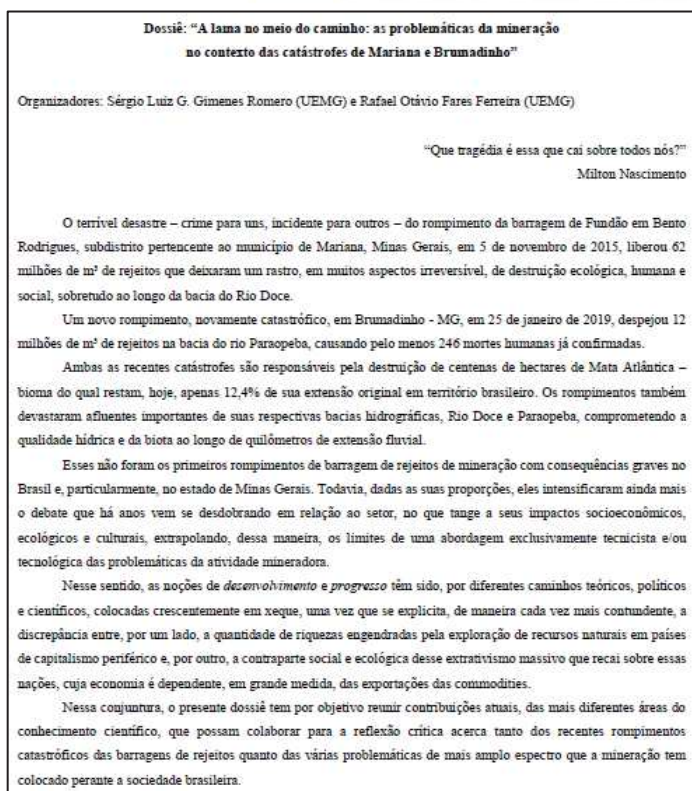 Dossiê: “A lama no meio do caminho: as problemáticas da mineração
no contexto das catástrofes de Mariana e Brumadinho”
Organizadores: Sérgio Luiz G. Gimenes Romero (UEMG) e Rafael Otávio Fares Ferreira (UEMG)
“Que tragédia é essa que cai sobre todos nós?”
Milton Nascimento
O terrível desastre – crime para uns, incidente para outros – do rompimento da barragem de Fundão em Bento
Rodrigues, subdistrito pertencente ao município de Mariana, Minas Gerais, em 5 de novembro de 2015, liberou 62
milhões de m³ de rejeitos que deixaram um rastro, em muitos aspectos irreversível, de destruição ecológica, humana e
social, sobretudo ao longo da bacia do Rio Doce.
Um novo rompimento, novamente catastrófico, em Brumadinho - MG, em 25 de janeiro de 2019, despejou 12
milhões de m³ de rejeitos na bacia do rio Paraopeba, causando pelo menos 246 mortes humanas já confirmadas.
Ambas as recentes catástrofes são responsáveis pela destruição de centenas de hectares de Mata Atlântica –
bioma do qual restam, hoje, apenas 12,4% de sua extensão original em território brasileiro. Os rompimentos também
devastaram afluentes importantes de suas respectivas bacias hidrográficas, Rio Doce e Paraopeba, comprometendo a
qualidade hídrica e da biota ao longo de quilômetros de extensão fluvial.
Esses não foram os primeiros rompimentos de barragem de rejeitos de mineração com consequências graves no
Brasil e, particularmente, no estado de Minas Gerais. Todavia, dadas as suas proporções, eles intensificaram ainda mais
o debate que há anos vem se desdobrando em relação ao setor, no que tange a seus impactos socioeconômicos,
ecológicos e culturais, extrapolando, dessa maneira, os limites de uma abordagem exclusivamente tecnicista e/ou
tecnológica das problemáticas da atividade mineradora.
Nesse sentido, as noções de desenvolvimento e progresso têm sido, por diferentes caminhos teóricos, políticos
e científicos, colocadas crescentemente em xeque, uma vez que se explicita, de maneira cada vez mais contundente, a
discrepância entre, por um lado, a quantidade de riquezas engendradas pela exploração de recursos naturais em países
de capitalismo periférico e, por outro, a contraparte social e ecológica desse extrativismo massivo que recai sobre essas
nações, cuja economia é dependente, em grande medida, das exportações das commodities.
Nessa conjuntura, o presente dossiê tem por objetivo reunir contribuições atuais, das mais diferentes áreas do
conhecimento científico, que possam colaborar para a reflexão crítica acerca tanto dos recentes rompimentos
catastróficos das barragens de rejeitos quanto das várias problemáticas de mais amplo espectro que a mineração tem
colocado perante a sociedade brasileira.